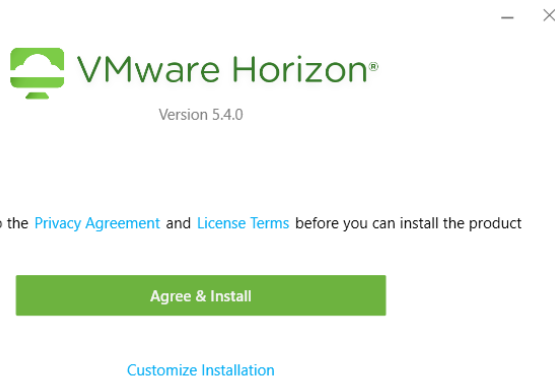 VMware Horizon®
Version 5.4.0
the Privacy Agreement and License Terms before you can install the product
Agree & Install
Customize Installation